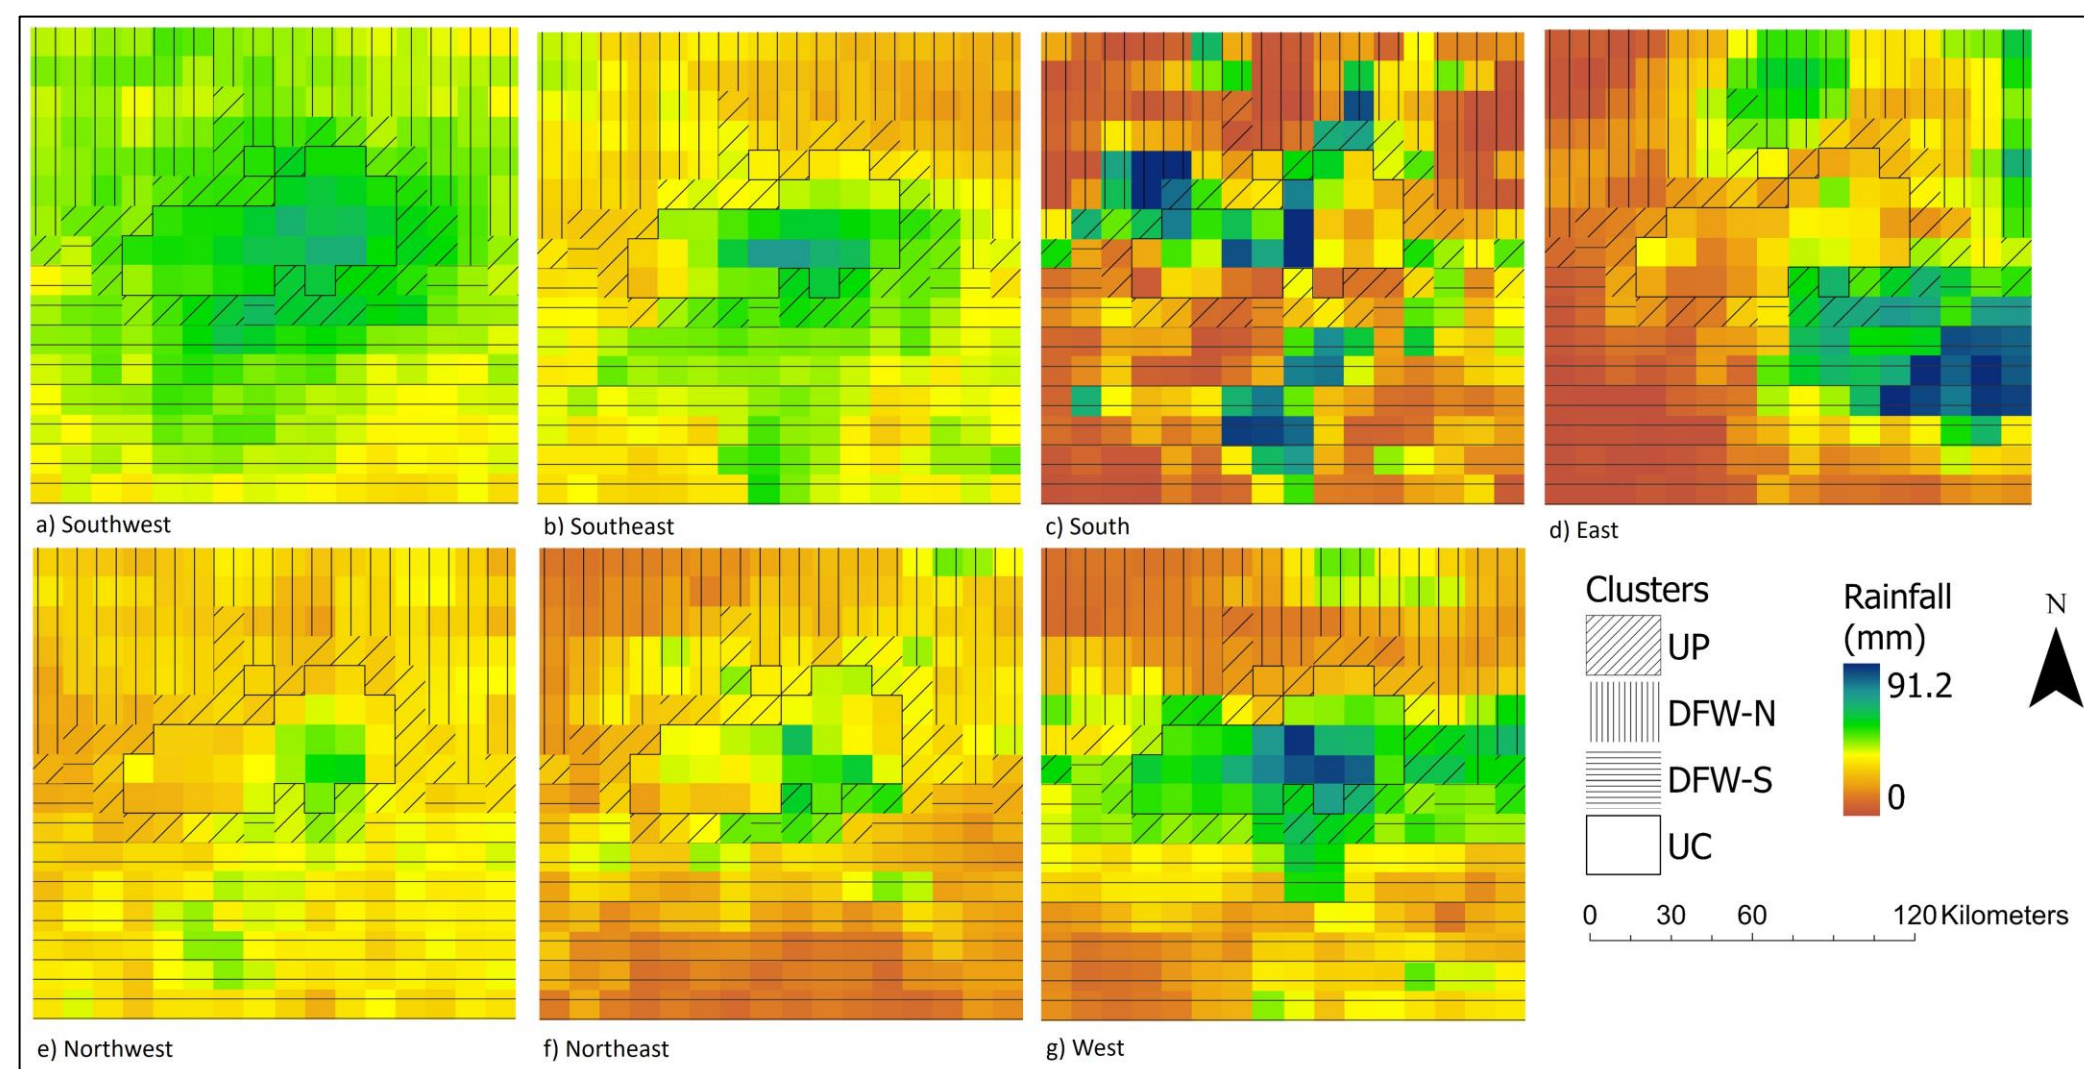 a) Southwest
b) Southeast
c) South
d) East
e) Northwest
f) Northeast
g) West
Clusters
UP
DFW-N
DFW-S
UC
Rainfall
(mm)
91.2
0
N
0 30 60 120 Kilometers